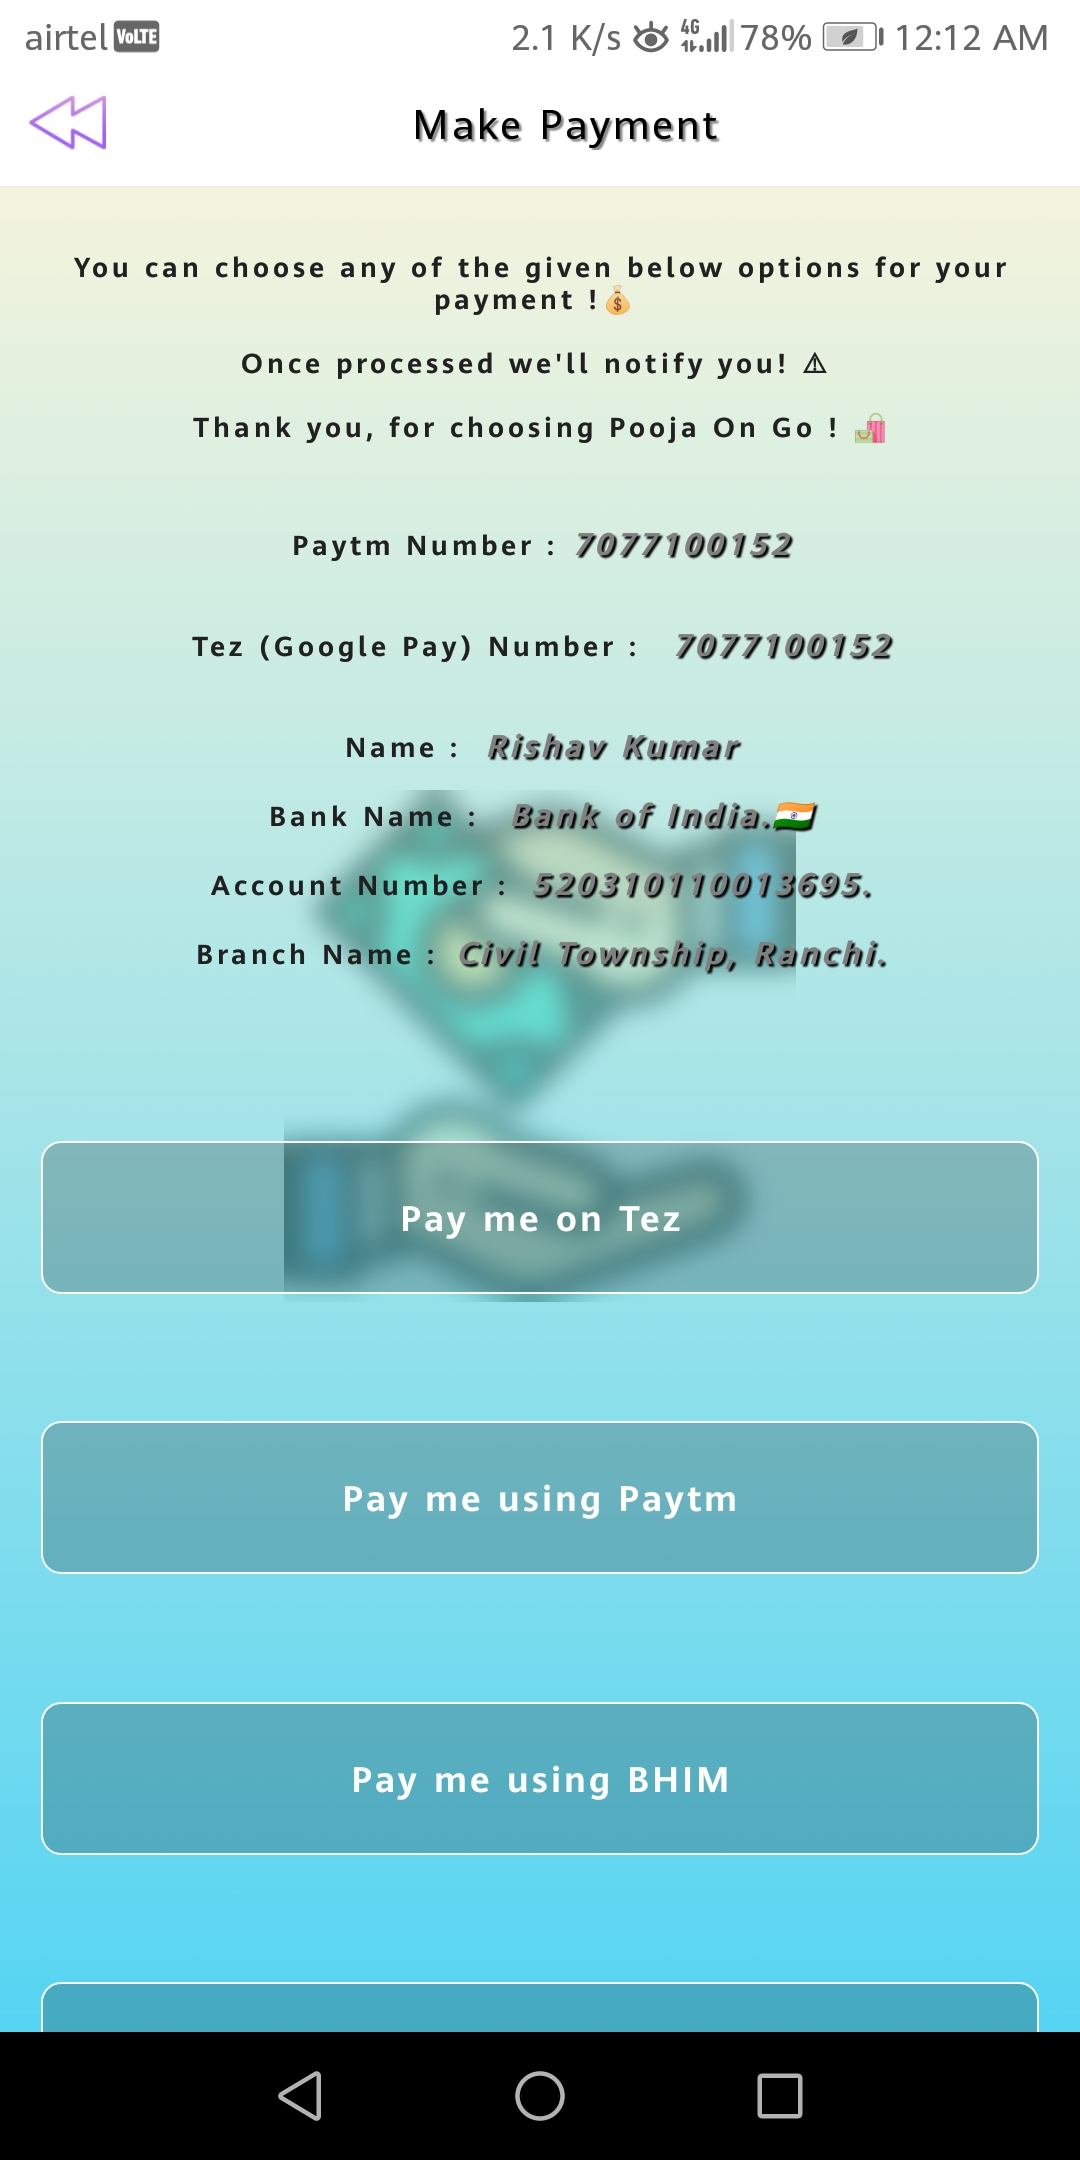 airtel VoLTE 2.1 K/s 4G 78% 12:12 AM
Make Payment
You can choose any of the given below options for your
payment !💰
Once processed we'll notify you! ⚠
Thank you, for choosing Pooja On Go ! 🛍
Paytm Number : 7077100152
Tez (Google Pay) Number : 7077100152
Name : Rishav Kumar
Bank Name : Bank of India.🇮🇳
Account Number : 520310110013695.
Branch Name : Civil Township, Ranchi.
Pay me on Tez
Pay me using Paytm
Pay me using BHIM